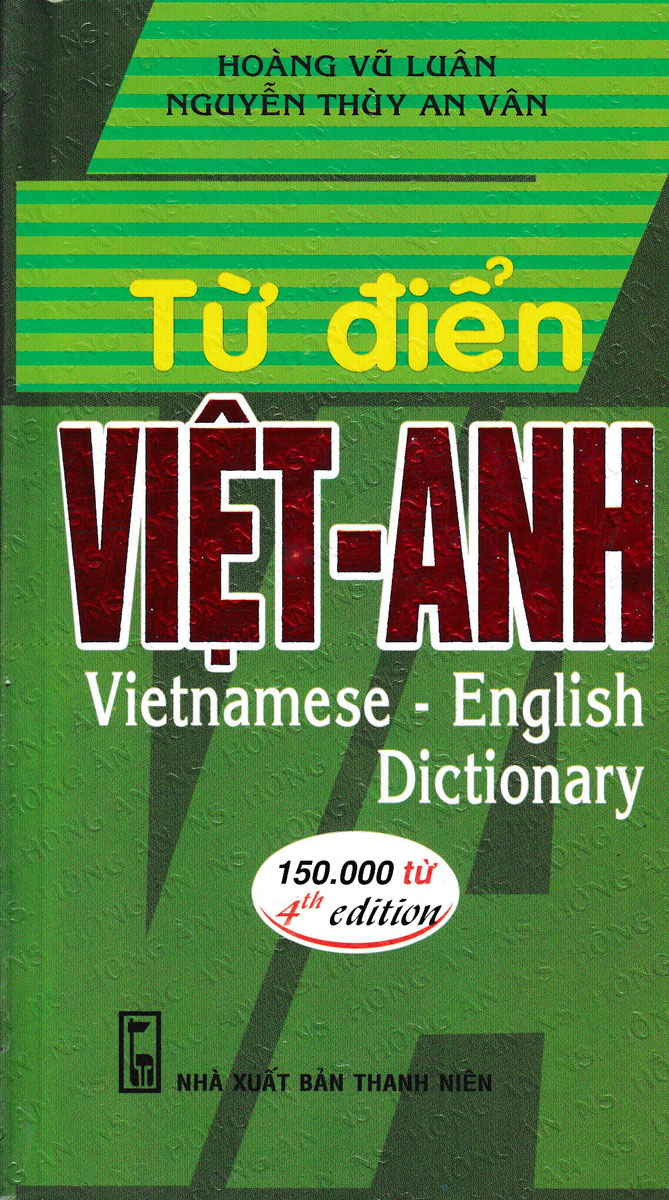 HOÀNG VŨ LUÂN
NGUYỄN THÙY AN VÂN
Từ điển
VIỆT-ANH
Vietnamese - English
Dictionary
150.000 từ
4th edition
NHÀ XUẤT BẢN THANH NIÊN